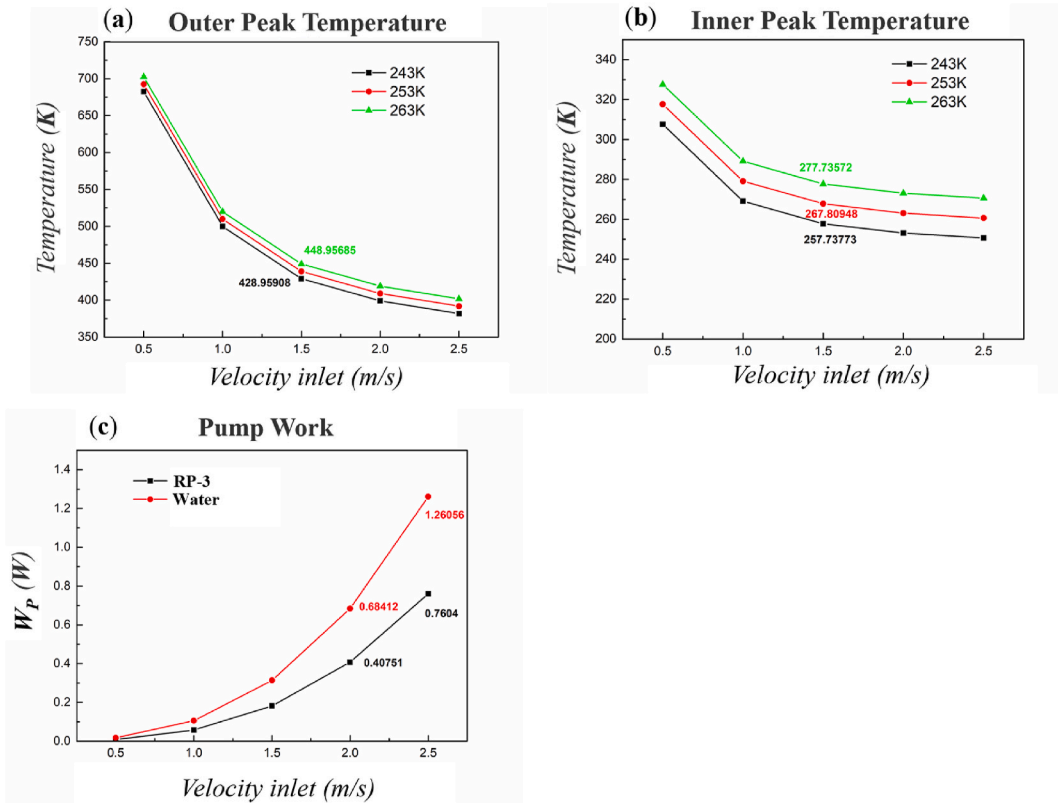 (a) Outer Peak Temperature
750
700
650
600
550
500
450
400
350
Temperature (K)
243K
253K
263K
448.95685
428.95908
0.5 1.0 1.5 2.0 2.5
Velocity inlet (m/s)
(b) Inner Peak Temperature
340
320
300
280
260
240
220
200
Temperature (K)
243K
253K
263K
277.73572
267.80948
257.73773
0.5 1.0 1.5 2.0 2.5
Velocity inlet (m/s)
(c) Pump Work
1.4
1.2
1.0
0.8
0.6
0.4
0.2
0.0
WP (W)
RP-3
Water
1.26056
0.68412
0.7604
0.40751
0.5 1.0 1.5 2.0 2.5
Velocity inlet (m/s)